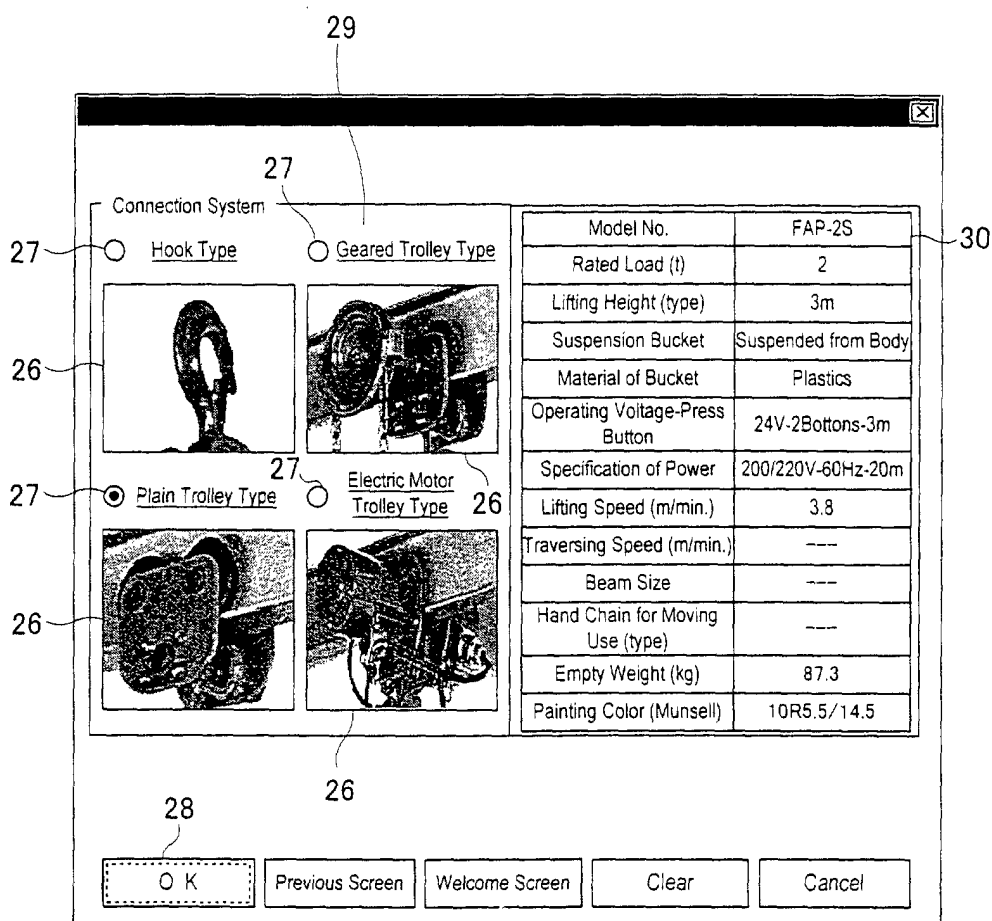 29
27
Connection System
27 Hook Type Geared Trolley Type
26
27
27 Plain Trolley Type Electric Motor Trolley Type 26
26
26
Model No. FAP-2S 30
Rated Load (t) 2
Lifting Height (type) 3m
Suspension Bucket Suspended from Body
Material of Bucket Plastics
Operating Voltage-Press Button 24V-2Bottons-3m
Specification of Power 200/220V-60Hz-20m
Lifting Speed (m/min.) 3.8
Traversing Speed (m/min.) ---
Beam Size ---
Hand Chain for Moving Use (type) ---
Empty Weight (kg) 87.3
Painting Color (Munsell) 10R5.5/14.5
28
O K Previous Screen Welcome Screen Clear Cancel